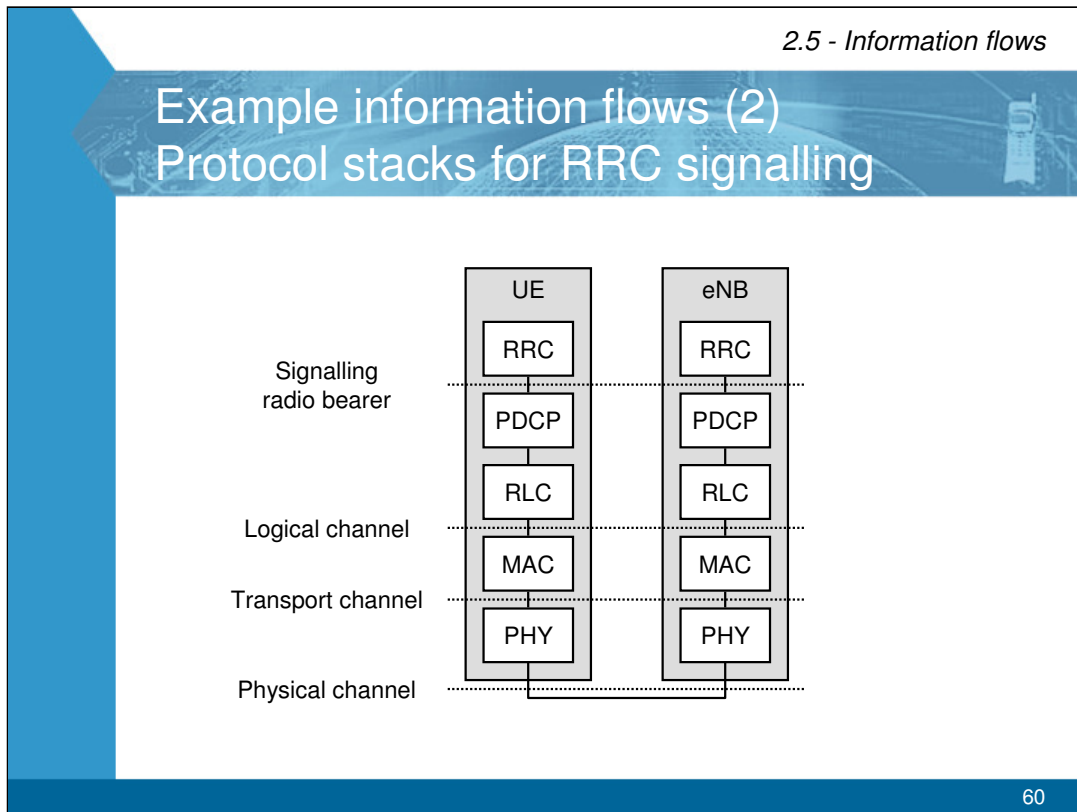 2.5 - Information flows
Example information flows (2)
Protocol stacks for RRC signalling
UE
eNB
RRC
RRC
Signalling
radio bearer
PDCP
PDCP
RLC
RLC
Logical channel
MAC
MAC
Transport channel
PHY
PHY
Physical channel
60